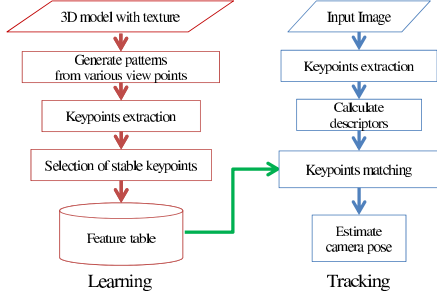 3D model with texture
Generate patterns
from various view points
Keypoints extraction
Selection of stable keypoints
Feature table
Learning
Input Image
Keypoints extraction
Calculate
descriptors
Keypoints matching
Estimate
camera pose
Tracking